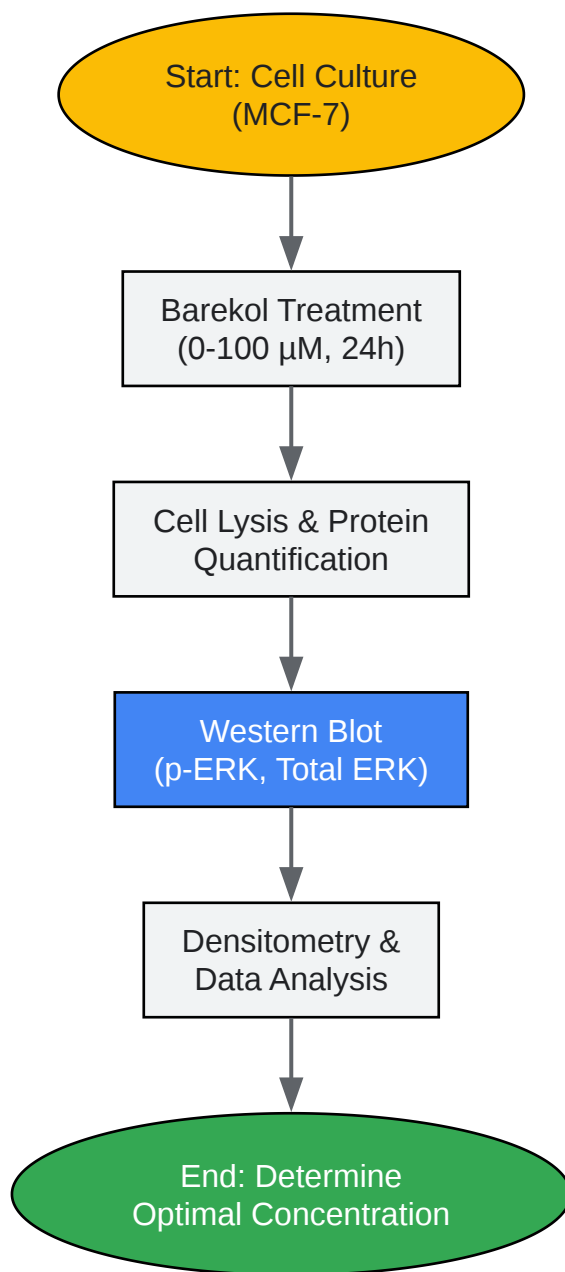 Start: Cell Culture
(MCF-7)
Barekol Treatment
(0-100 µM, 24h)
Cell Lysis & Protein
Quantification
Western Blot
(p-ERK, Total ERK)
Densitometry &
Data Analysis
End: Determine
Optimal Concentration